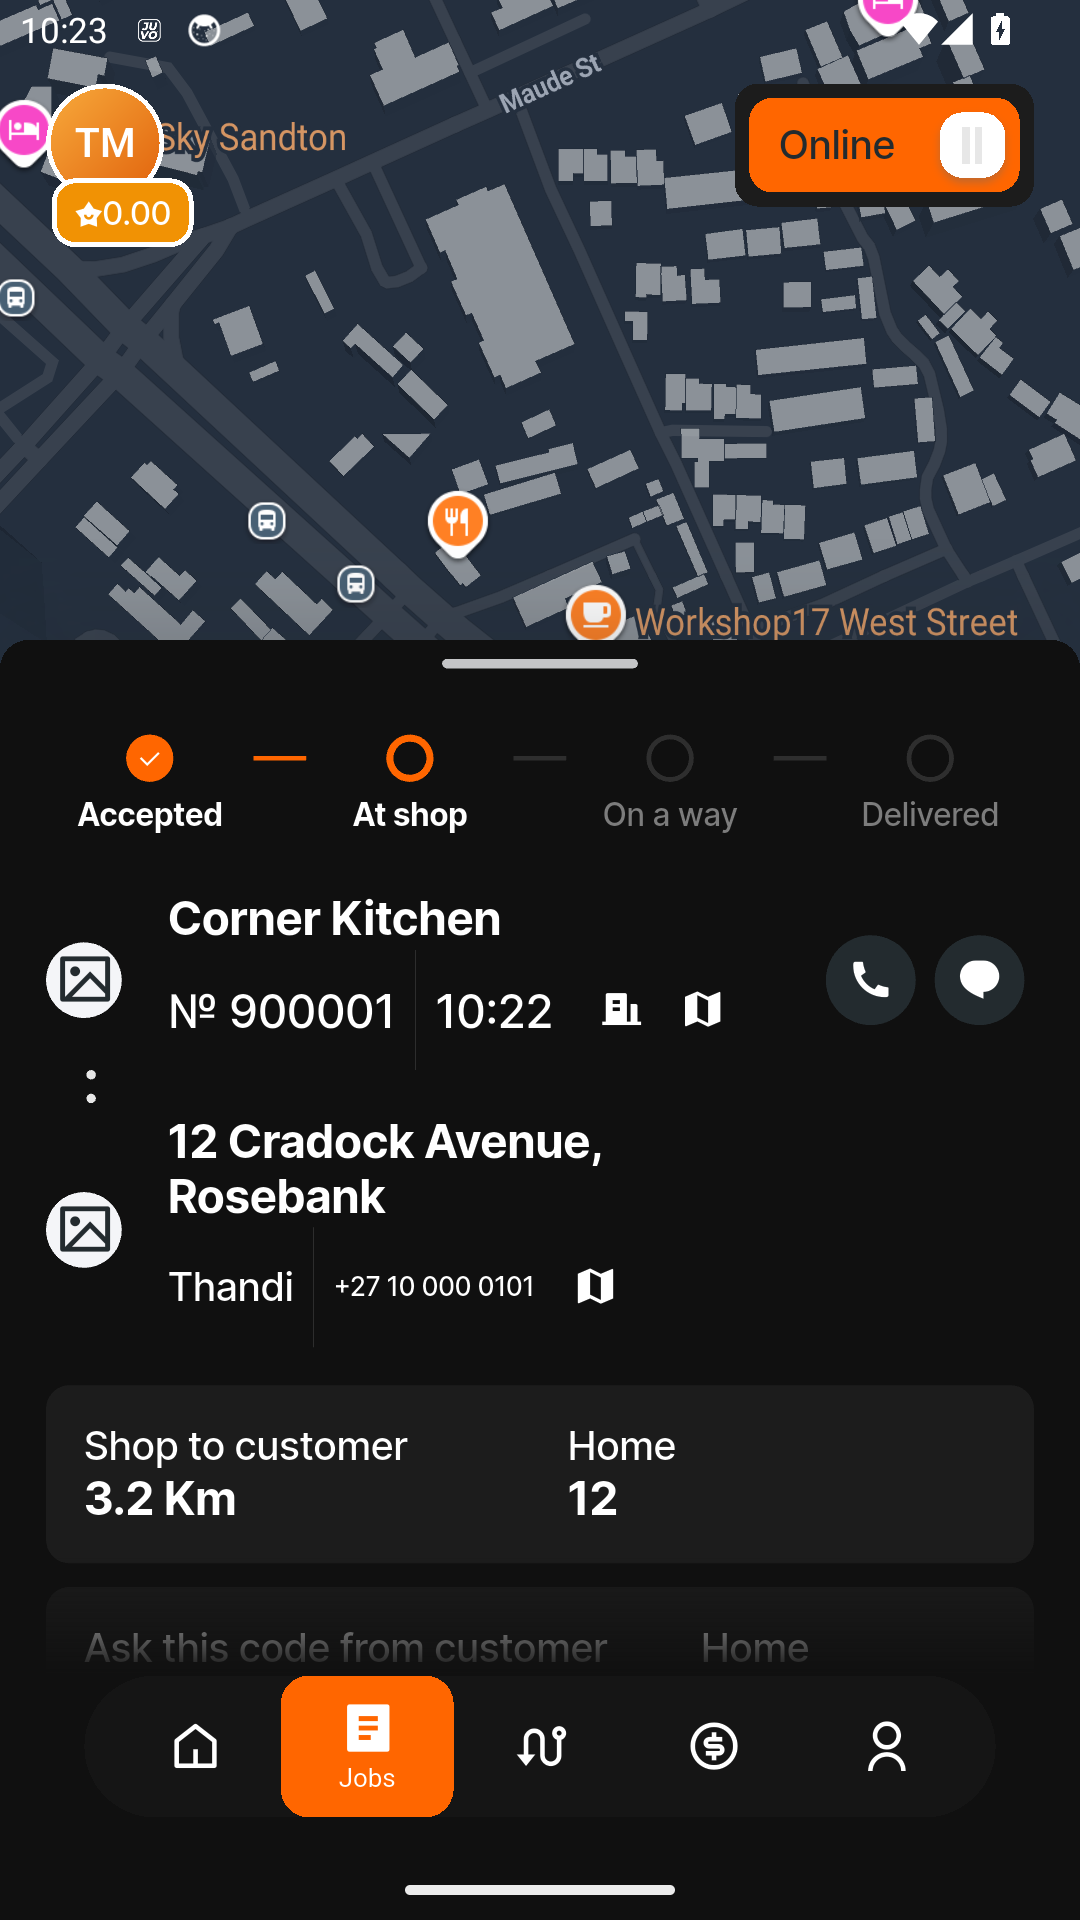 10:23
JU
VO
Maude St
TM
Sky Sandton
Online
0.00
Workshop17 West Street
Accepted
At shop
On a way
Delivered
Corner Kitchen
№ 900001
10:22
12 Cradock Avenue,
Rosebank
Thandi
+27 10 000 0101
Shop to customer
Home
3.2 Km
12
Ask this code from customer
Home
Jobs